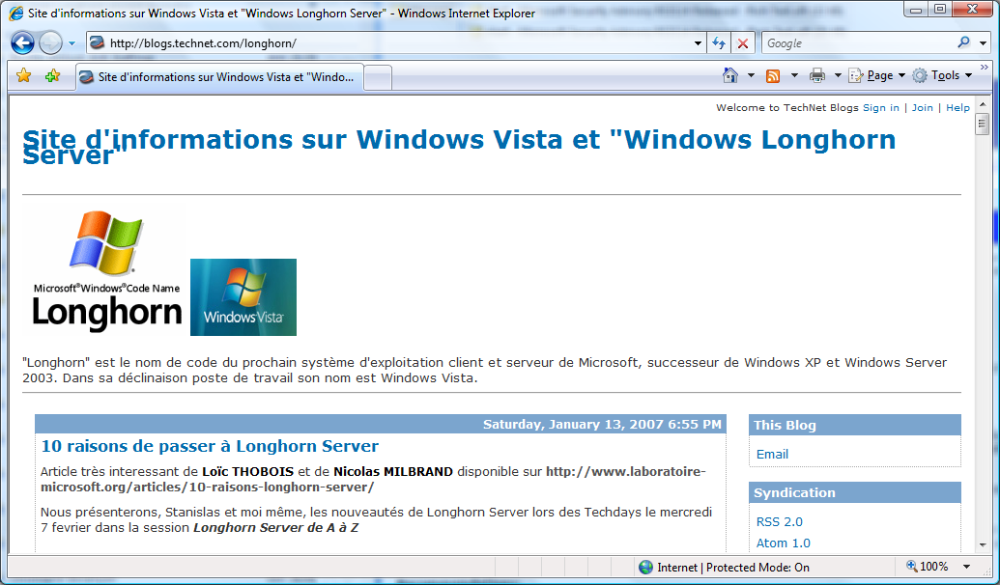 Site d'informations sur Windows Vista et "Windows Longhorn Server" - Windows Internet Explorer
http://blogs.technet.com/longhorn/
Google
Site d'informations sur Windows Vista et "Windo...
Page
Tools
Welcome to TechNet Blogs Sign in | Join | Help
Site d'informations sur Windows Vista et "Windows Longhorn
Server"
Microsoft®Windows®Code Name
Longhorn
Windows Vista
"Longhorn" est le nom de code du prochain système d'exploitation client et serveur de Microsoft, successeur de Windows XP et Windows Server
2003. Dans sa déclinaison poste de travail son nom est Windows Vista.
Saturday, January 13, 2007 6:55 PM
10 raisons de passer à Longhorn Server
Article très interessant de Loïc THOBOIS et de Nicolas MILBRAND disponible sur http://www.laboratoire-
microsoft.org/articles/10-raisons-longhorn-server/
Nous présenterons, Stanislas et moi même, les nouveautés de Longhorn Server lors des Techdays le mercredi
7 fevrier dans la session Longhorn Server de A à Z
This Blog
Email
Syndication
RSS 2.0
Atom 1.0
Internet | Protected Mode: On
100%